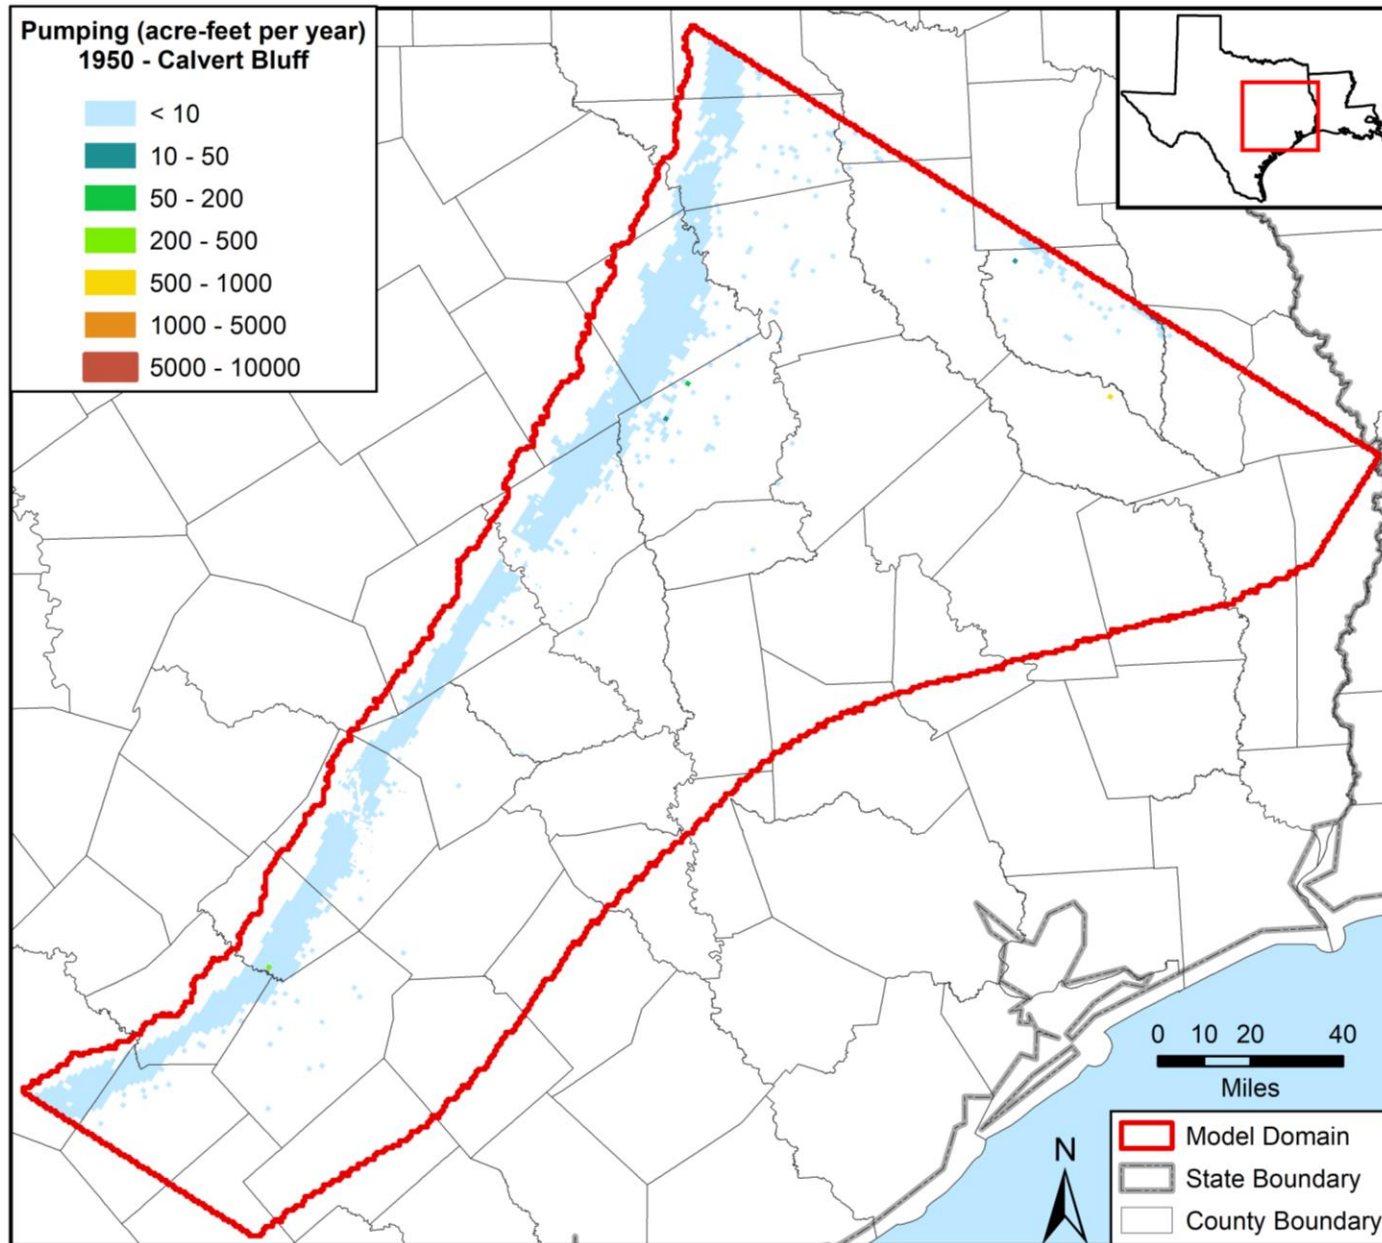 Pumping (acre-feet per year)
1950 - Calvert Bluff
< 10
10 - 50
50 - 200
200 - 500
500 - 1000
1000 - 5000
5000 - 10000
0 10 20 40
Miles
N
Model Domain
State Boundary
County Boundary